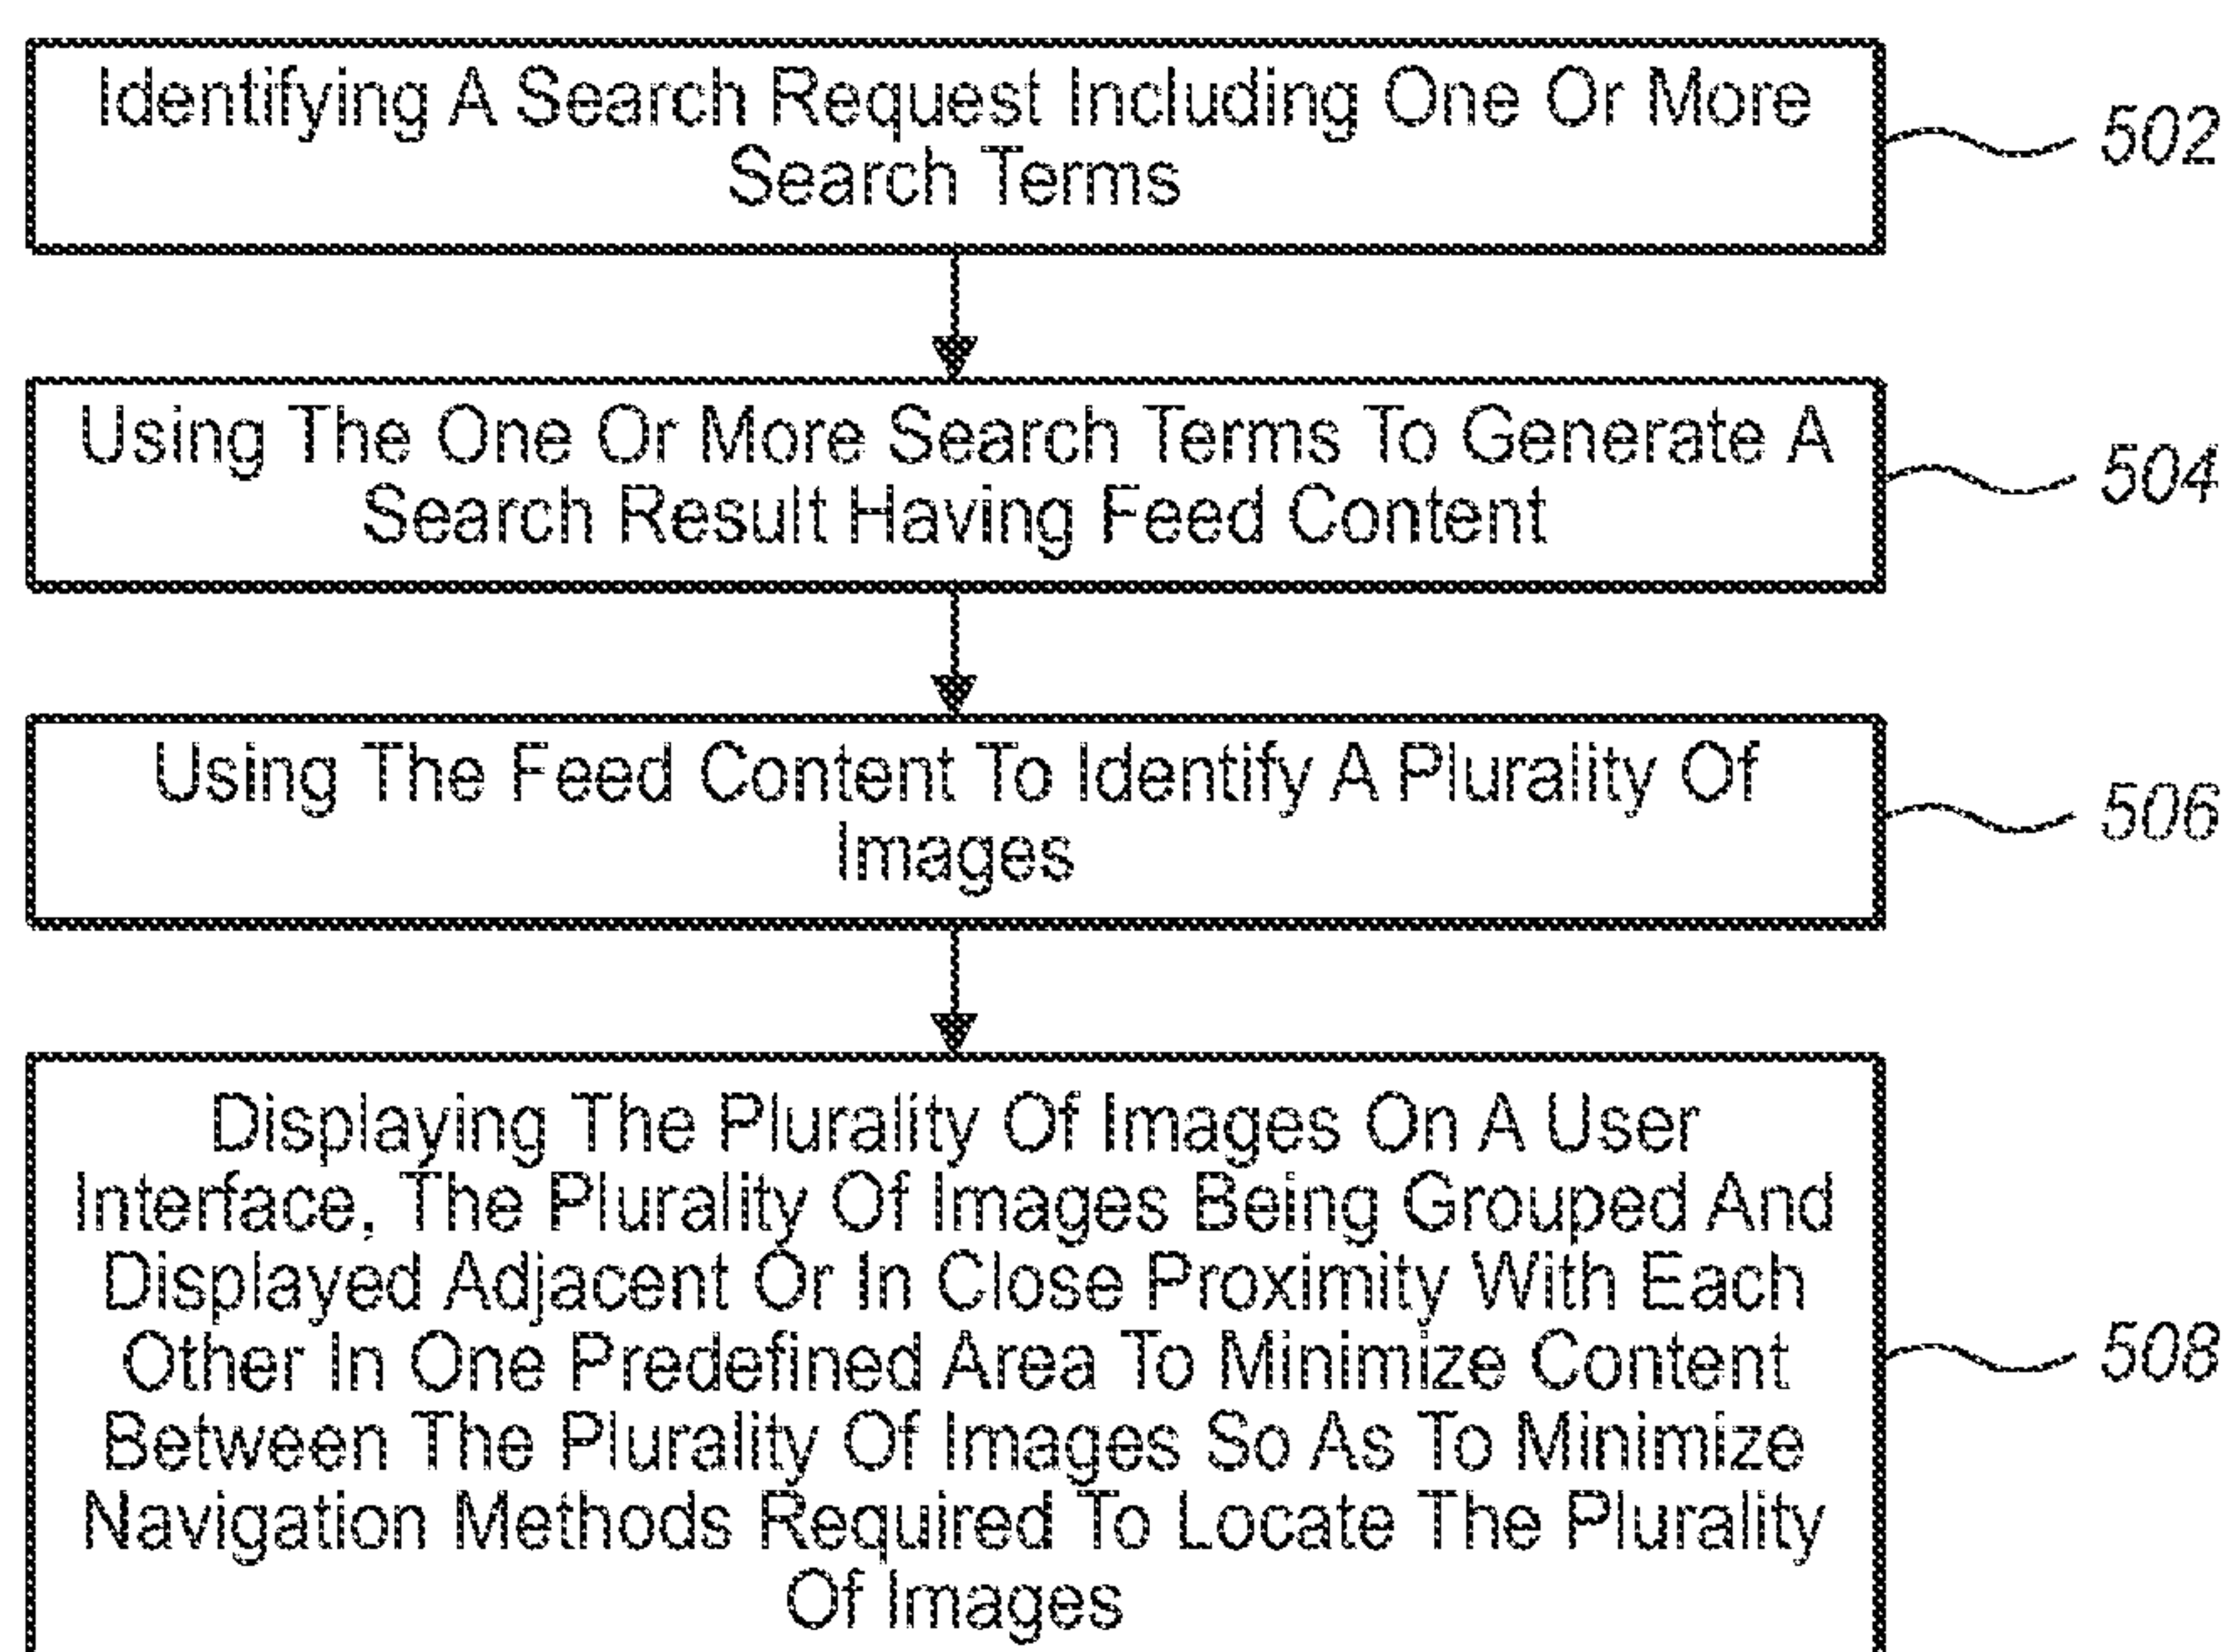 Identifying A Search Request Including One Or More
Search Terms
502
Using The One Or More Search Terms To Generate A
Search Result Having Feed Content
504
Using The Feed Content To Identify A Plurality Of
Images
506
Displaying The Plurality Of Images On A User
Interface, The Plurality Of Images Being Grouped And
Displayed Adjacent Or In Close Proximity With Each
Other In One Predefined Area To Minimize Content
Between The Plurality Of Images So As To Minimize
Navigation Methods Required To Locate The Plurality
Of Images
508